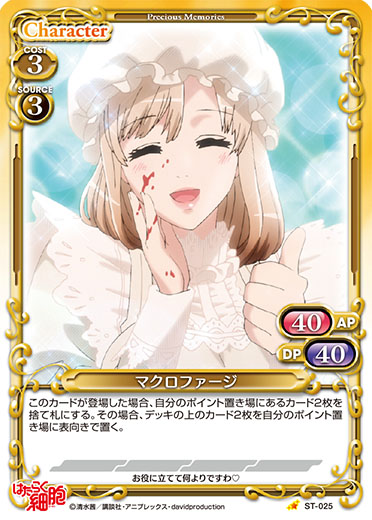 Precious Memories
Character
COST
3
SOURCE
3
40 AP
DP 40
マクロファージ
このカードが登場した場合、自分のポイント置き場にあるカード2枚を
捨て札にする。その場合、デッキの上のカード2枚を自分のポイント置
き場に表向きで置く。
お役に立てて何よりですわ♡
はたらく
細胞
©清水茜／講談社・アニプレックス・davidproduction
ST-025